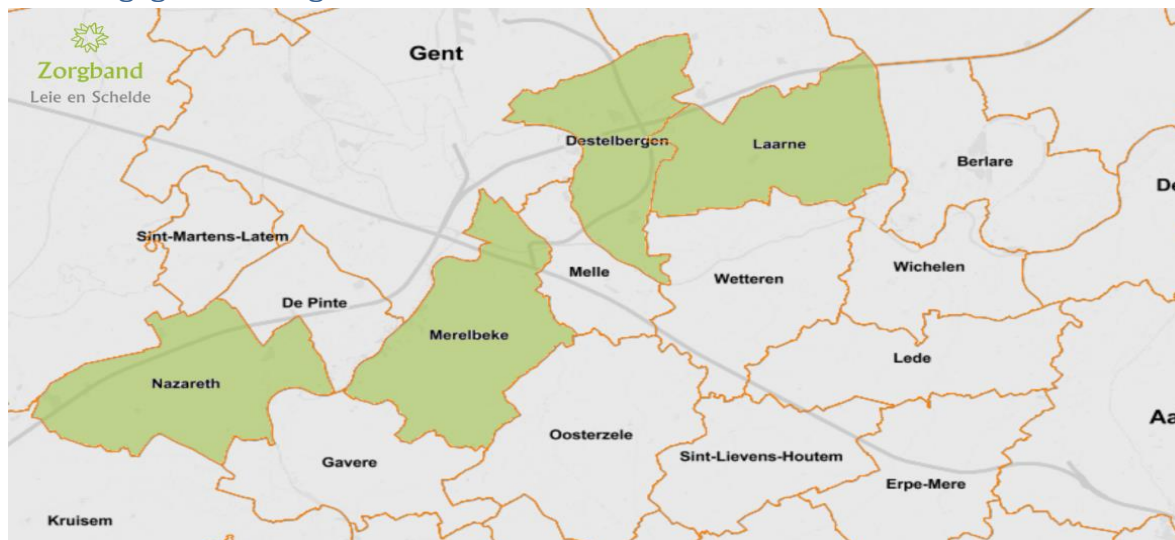 Gent
Zorgband
Leie en Schelde
Destelbergen
Laarne
Berlare
Sint-Martens-Latem
Melle
Wetteren
Wichelen
De Pinte
Merelbeke
Lede
Nazareth
Oosterzele
Gavere
Sint-Lievens-Houtem
Erpe-Mere
Kruisem